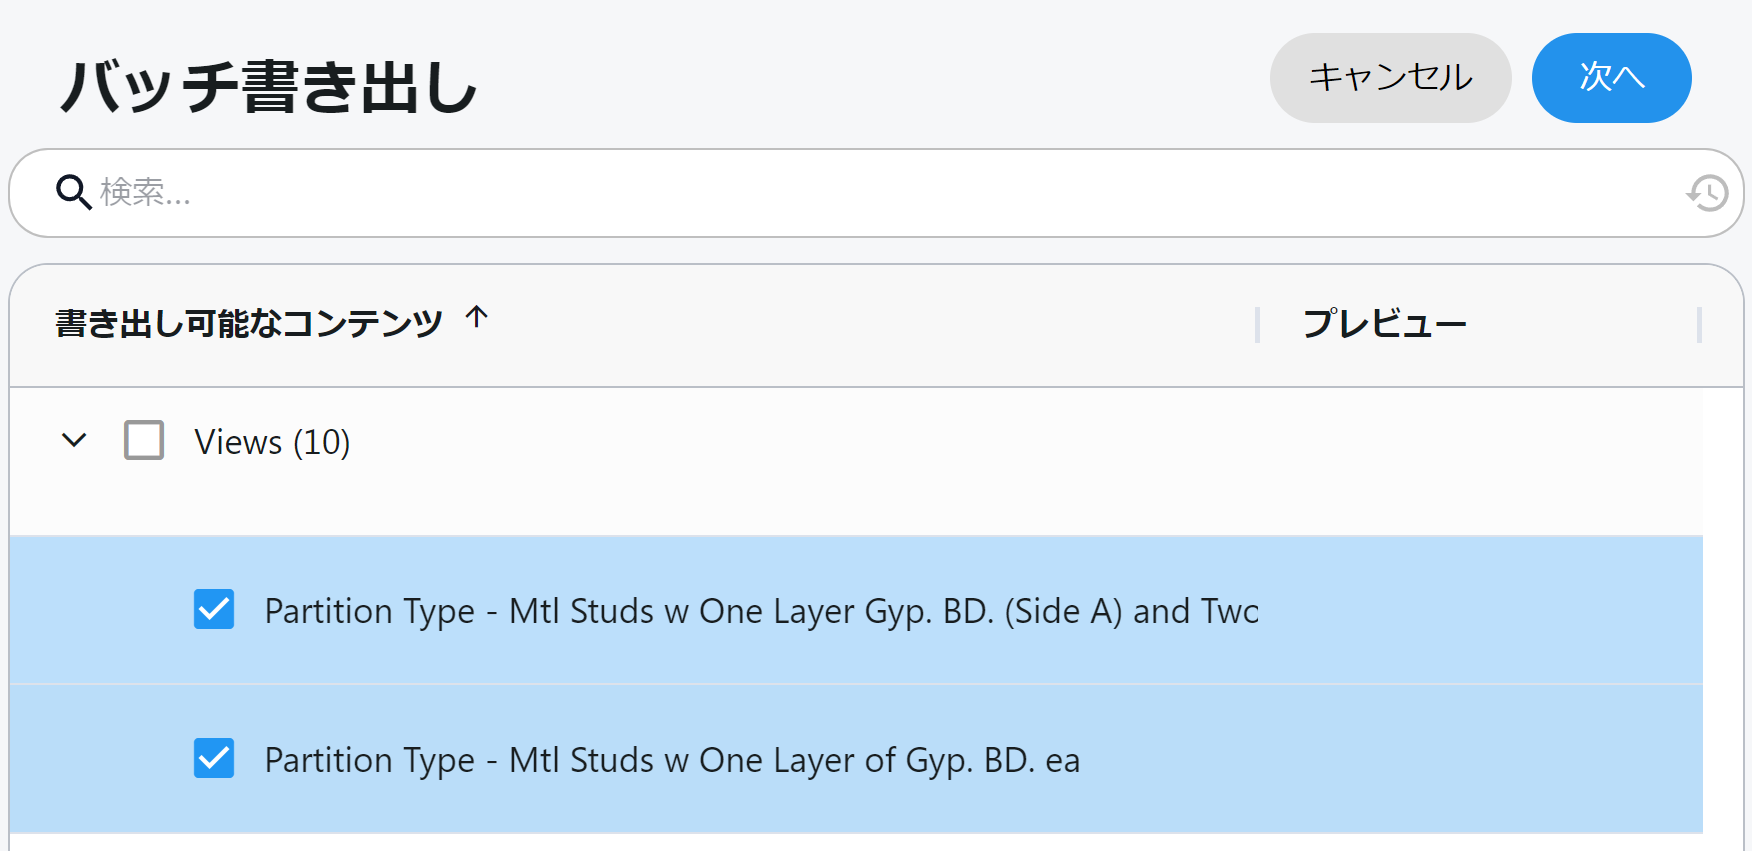 バッチ書き出し
キャンセル
次へ
検索...
書き出し可能なコンテンツ ↑
プレビュー
Views (10)
Partition Type - Mtl Studs w One Layer Gyp. BD. (Side A) and Two
Partition Type - Mtl Studs w One Layer of Gyp. BD. ea